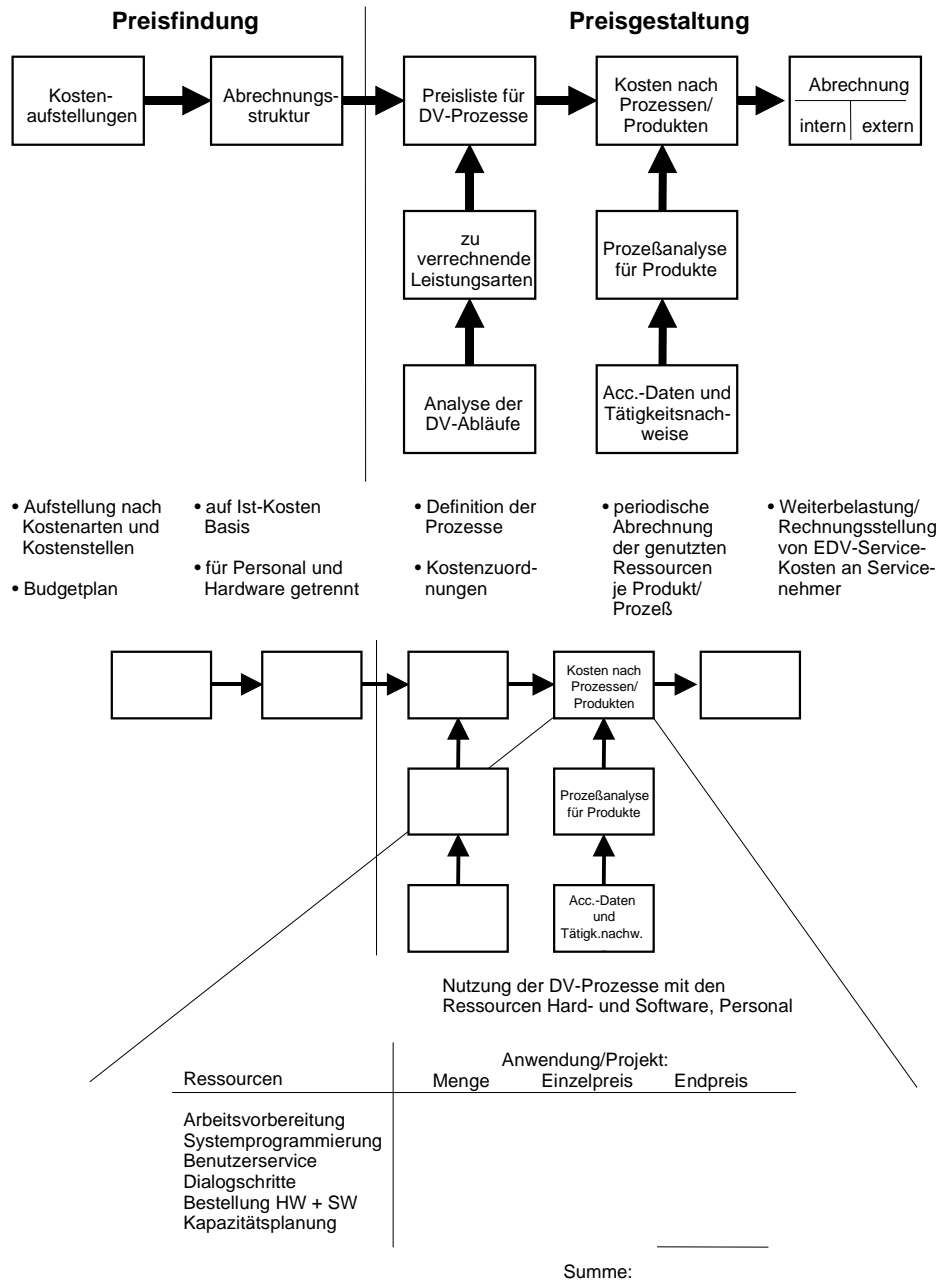 Preisfindung
Preisgestaltung
Kosten-
aufstellungen
Abrechnungs-
struktur
Preisliste für
DV-Prozesse
Kosten nach
Prozessen/
Produkten
Abrechnung
intern
extern
zu
verrechnende
Leistungsarten
Prozeßanalyse
für Produkte
Analyse der
DV-Abläufe
Acc.-Daten und
Tätigkeitsnach-
weise
• Aufstellung nach
Kostenarten und
Kostenstellen
• Budgetplan
• auf Ist-Kosten
Basis
• für Personal und
Hardware getrennt
• Definition der
Prozesse
• Kostenzuord-
nungen
• periodische
Abrechnung
der genutzten
Ressourcen
je Produkt/
Prozeß
• Weiterbelastung/
Rechnungsstellung
von EDV-Service-
Kosten an Service-
nehmer
Kosten nach
Prozessen/
Produkten
Prozeßanalyse
für Produkte
Acc.-Daten
und
Tätigk.nachw.
Nutzung der DV-Prozesse mit den
Ressourcen Hard- und Software, Personal
Anwendung/Projekt:
Ressourcen Menge Einzelpreis Endpreis
Arbeitsvorbereitung
Systemprogrammierung
Benutzerservice
Dialogschritte
Bestellung HW + SW
Kapazitätsplanung
Summe: